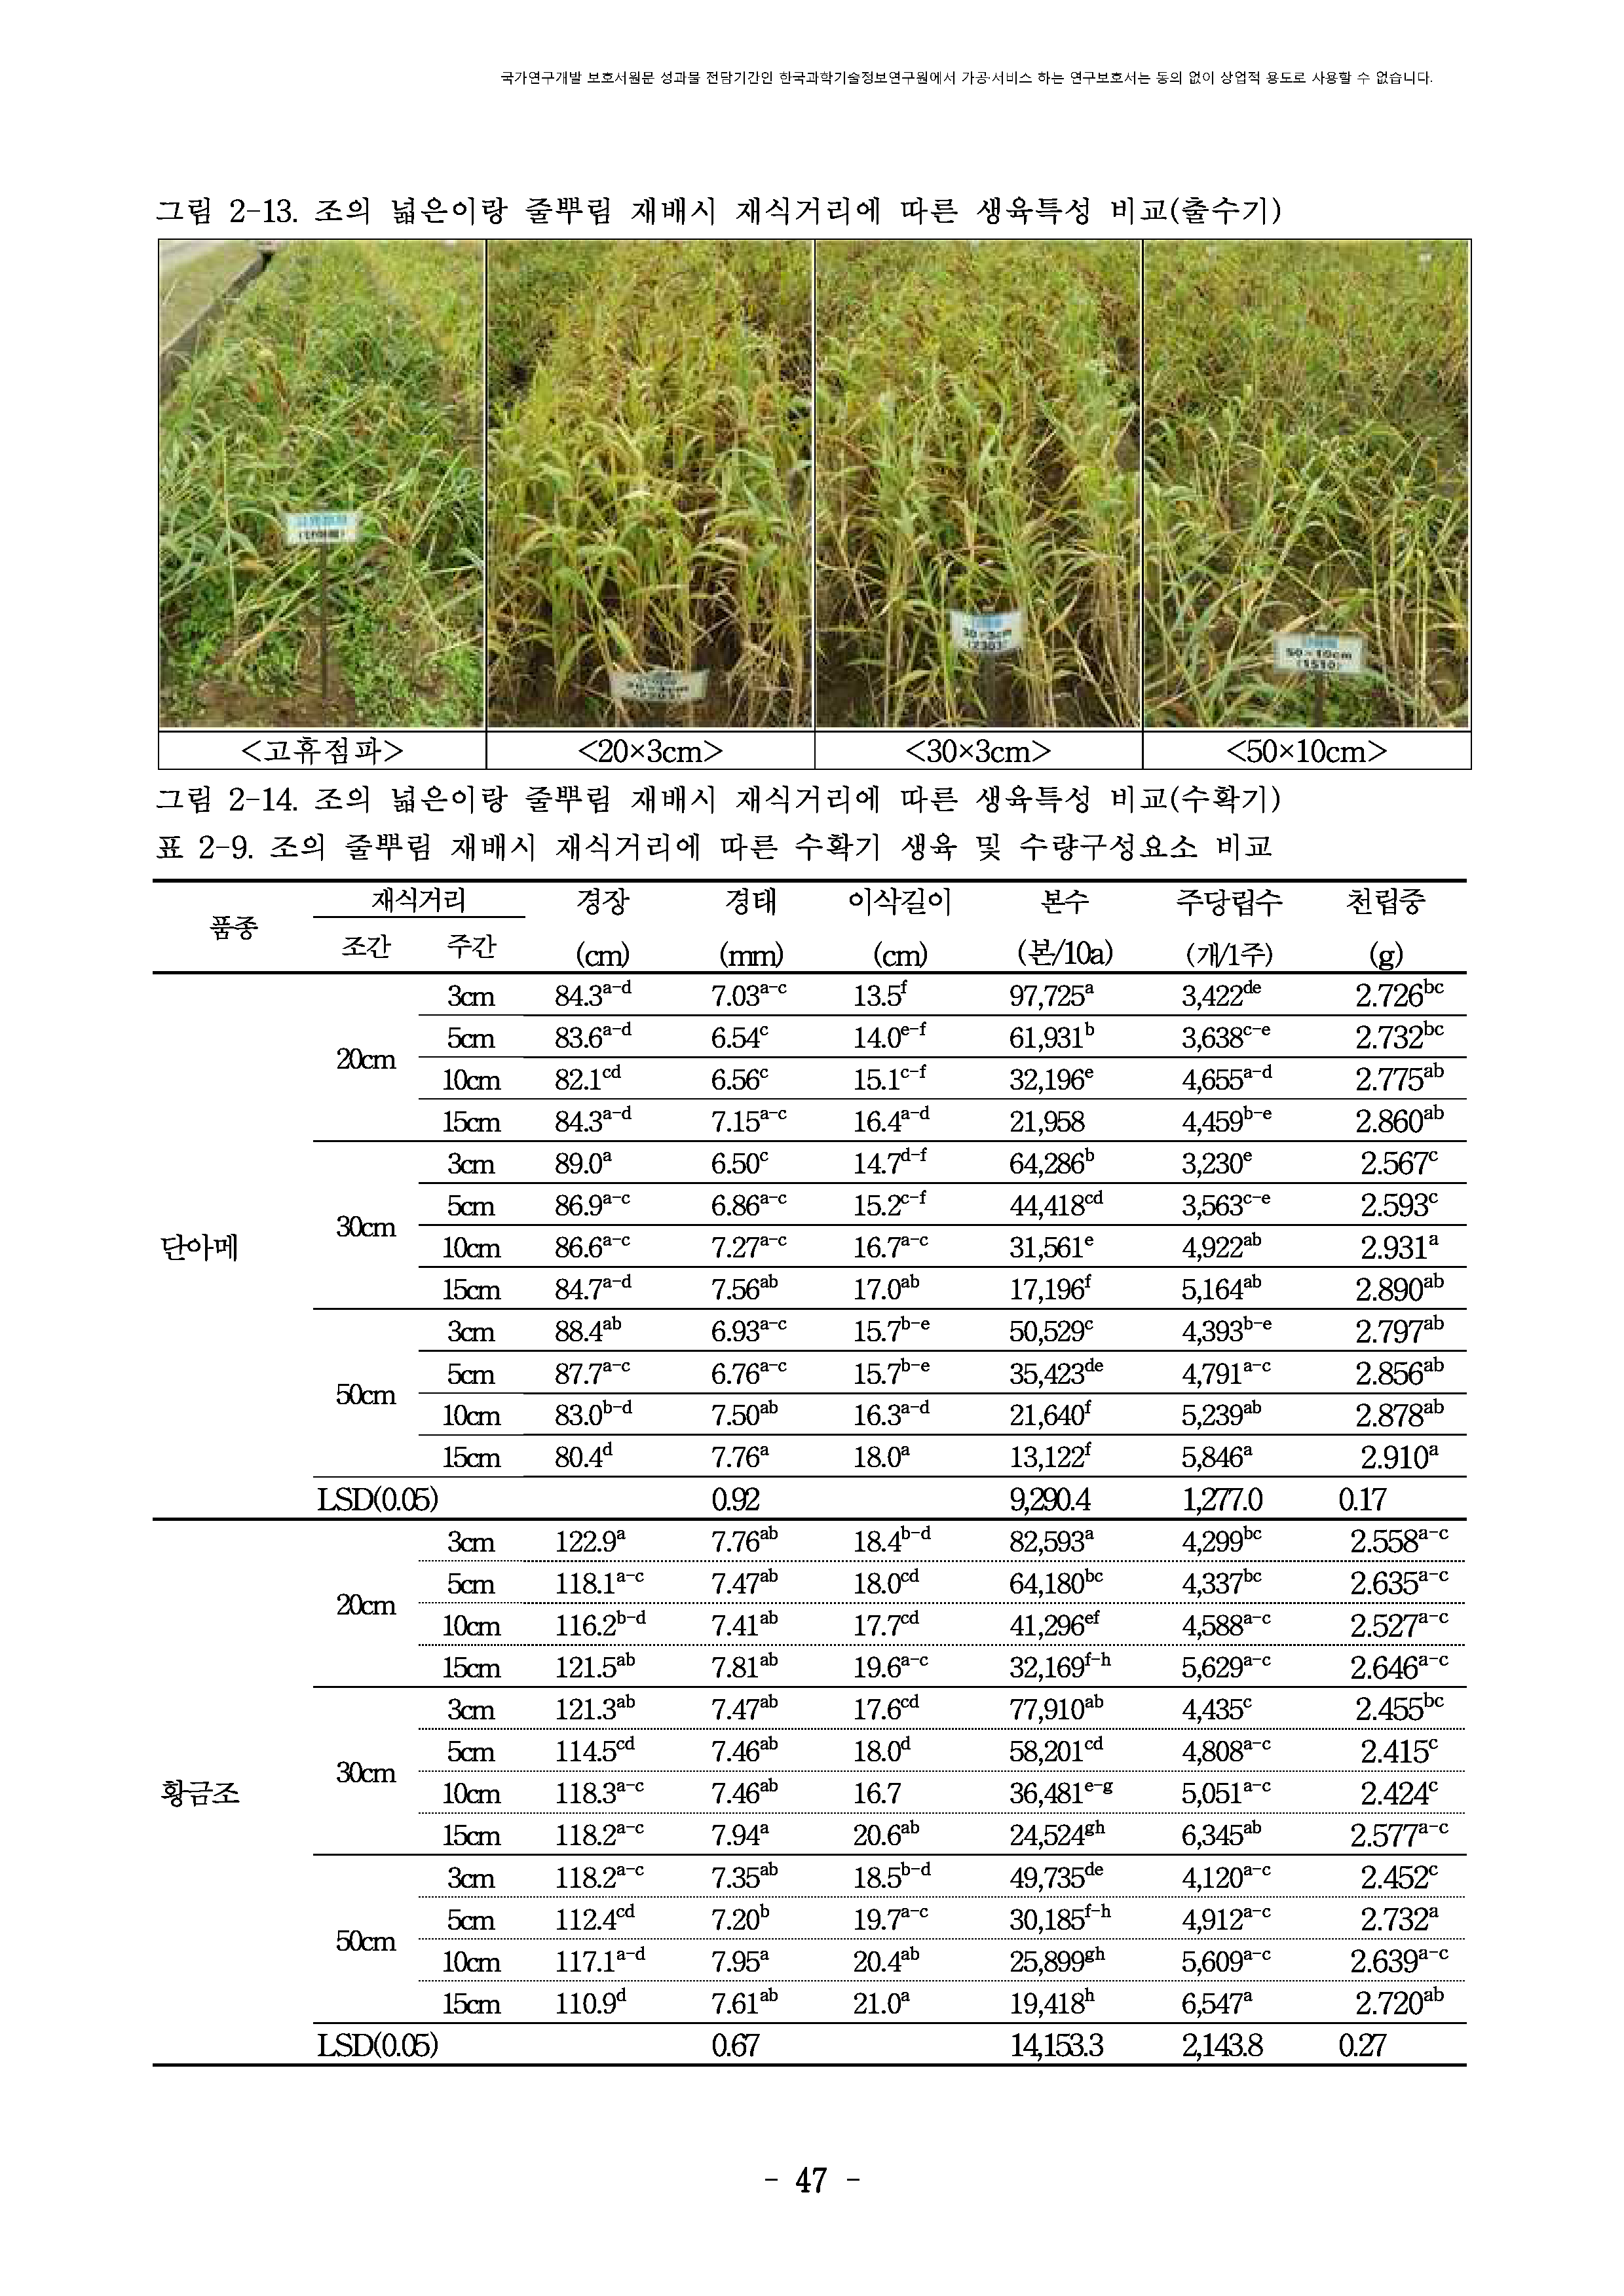 국가연구개발 보호서원문 성과물 전담기간인 한국과학기술정보연구원에서 가공·서비스 하는 연구보호서는 동의 없이 상업적 용도로 사용할 수 없습니다.
그림 2-13. 조의 넓은이랑 줄뿌림 재배시 재식거리에 따른 생육특성 비교(출수기)
30×3cm
50×10cm
(1510)
<고휴점파> <20×3cm> <30×3cm> <50×10cm>
그림 2-14. 조의 넓은이랑 줄뿌림 재배시 재식거리에 따른 생육특성 비교(수확기)
표 2-9. 조의 줄뿌림 재배시 재식거리에 따른 수확기 생육 및 수량구성요소 비교
품종 재식거리 경장 경태 이삭길이 본수 주당립수 천립중
조간 주간 (cm) (mm) (cm) (본/10a) (개/1주) (g)
단아메 20cm 3cm 84.3a-d 7.03a-c 13.5f 97,725a 3,422de 2.726bc
5cm 83.6a-d 6.54c 14.0e-f 61,931b 3,638c-e 2.732bc
10cm 82.1cd 6.56c 15.1c-f 32,196e 4,655a-d 2.775ab
15cm 84.3a-d 7.15a-c 16.4a-d 21,958 4,459b-e 2.860ab
30cm 3cm 89.0a 6.50c 14.7d-f 64,286b 3,230e 2.567c
5cm 86.9a-c 6.86a-c 15.2c-f 44,418cd 3,563c-e 2.593c
10cm 86.6a-c 7.27a-c 16.7a-c 31,561e 4,922ab 2.931a
15cm 84.7a-d 7.56ab 17.0ab 17,196f 5,164ab 2.890ab
50cm 3cm 88.4ab 6.93a-c 15.7b-e 50,529c 4,393b-e 2.797ab
5cm 87.7a-c 6.76a-c 15.7b-e 35,423de 4,791a-c 2.856ab
10cm 83.0b-d 7.50ab 16.3a-d 21,640f 5,239ab 2.878ab
15cm 80.4d 7.76a 18.0a 13,122f 5,846a 2.910a
LSD(0.05) 0.92 9,290.4 1,277.0 0.17
황금조 20cm 3cm 122.9a 7.76ab 18.4b-d 82,593a 4,299bc 2.558a-c
5cm 118.1a-c 7.47ab 18.0cd 64,180bc 4,337bc 2.635a-c
10cm 116.2b-d 7.41ab 17.7cd 41,296ef 4,588a-c 2.527a-c
15cm 121.5ab 7.81ab 19.6a-c 32,169f-h 5,629a-c 2.646a-c
30cm 3cm 121.3ab 7.47ab 17.6cd 77,910ab 4,435c 2.455bc
5cm 114.5cd 7.46ab 18.0d 58,201cd 4,808a-c 2.415c
10cm 118.3a-c 7.46ab 16.7 36,481e-g 5,051a-c 2.424c
15cm 118.2a-c 7.94a 20.6ab 24,524gh 6,345ab 2.577a-c
50cm 3cm 118.2a-c 7.35ab 18.5b-d 49,735de 4,120a-c 2.452c
5cm 112.4cd 7.20b 19.7a-c 30,185f-h 4,912a-c 2.732a
10cm 117.1a-d 7.95a 20.4ab 25,899gh 5,609a-c 2.639a-c
15cm 110.9d 7.61ab 21.0a 19,418h 6,547a 2.720ab
LSD(0.05) 0.67 14,153.3 2,143.8 0.27
- 47 -